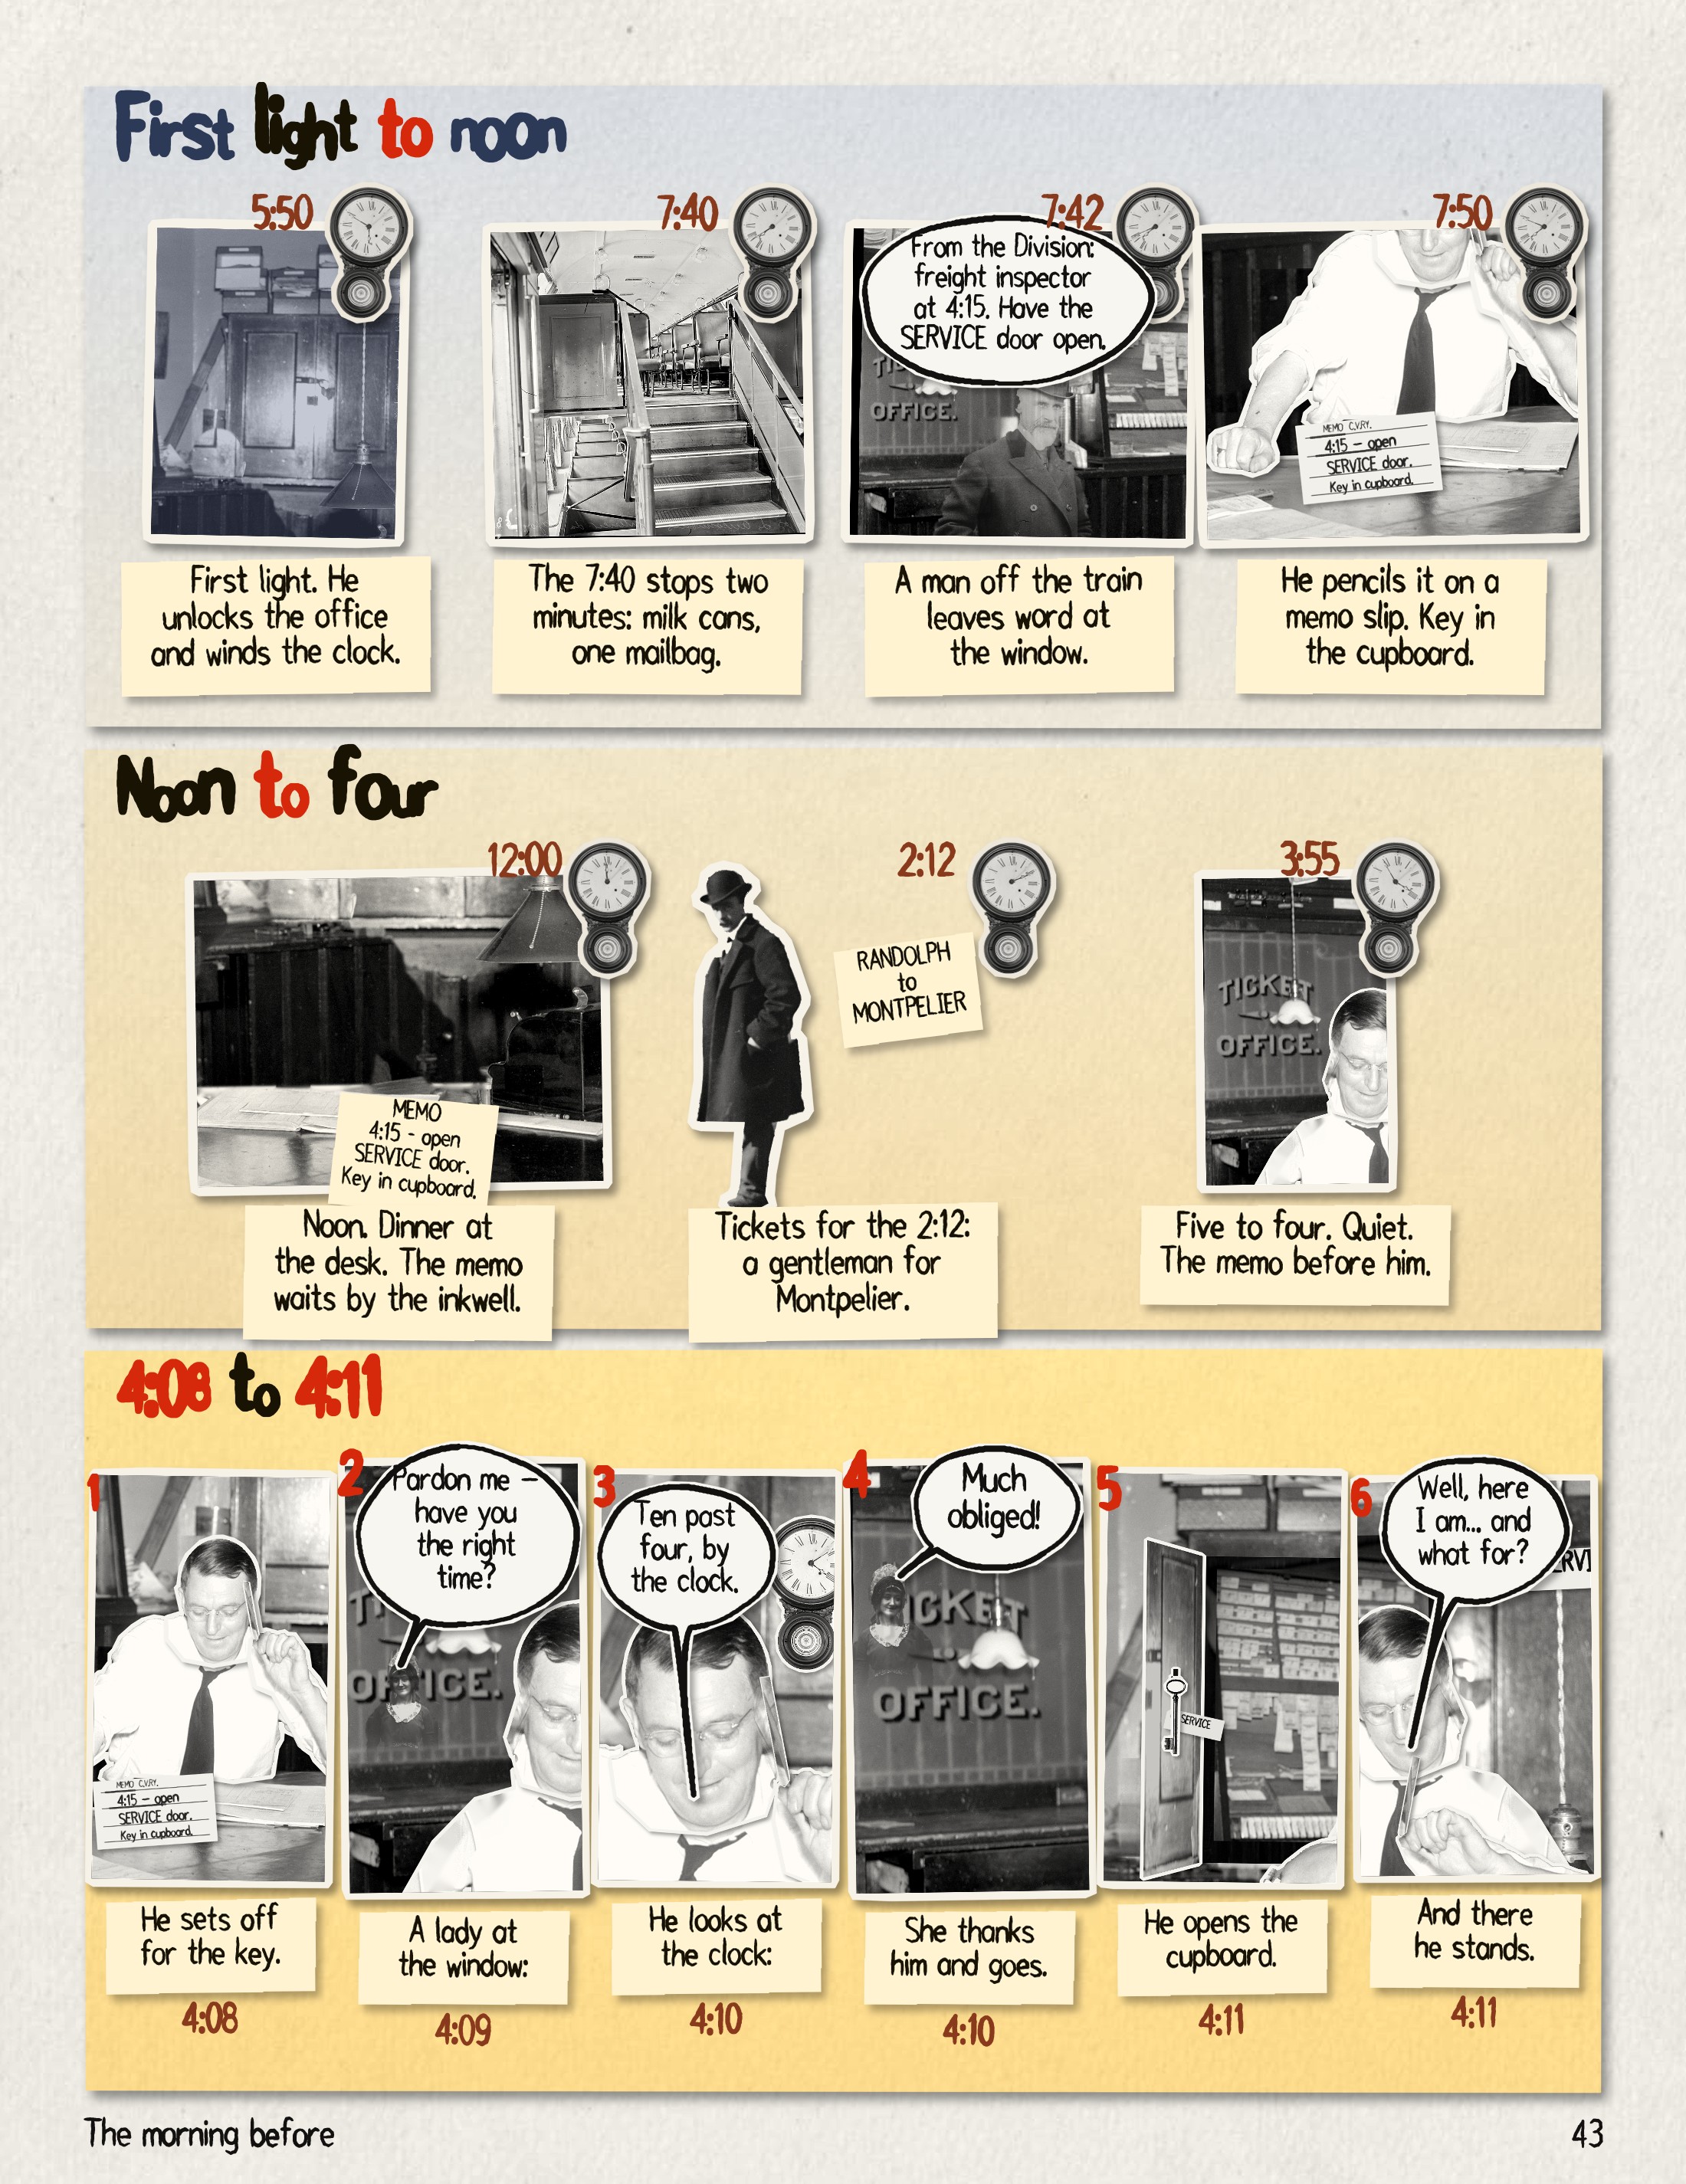 First light to noon
5:50
7:40
7:42
7:50
From the Division:
freight inspector
at 4:15. Have the
SERVICE door open.
OFFICE.
MEMO C.V.RY.
4:15 – open
SERVICE door.
Key in cupboard.
First light. He
unlocks the office
and winds the clock.
The 7:40 stops two
minutes: milk cans,
one mailbag.
A man off the train
leaves word at
the window.
He pencils it on a
memo slip. Key in
the cupboard.
Noon to four
12:00
2:12
3:55
MEMO
4:15 - open
SERVICE door.
Key in cupboard.
RANDOLPH
to
MONTPELIER
TICKET
OFFICE.
Noon. Dinner at
the desk. The memo
waits by the inkwell.
Tickets for the 2:12:
a gentleman for
Montpelier.
Five to four. Quiet.
The memo before him.
4:08 to 4:11
1
MEMO C.V.RY.
4:15 – open
SERVICE door.
Key in cupboard.
He sets off
for the key.
4:08
2
Pardon me –
have you
the right
time?
A lady at
the window:
4:09
3
Ten past
four, by
the clock.
He looks at
the clock:
4:10
4
Much
obliged!
OFFICE.
She thanks
him and goes.
4:10
5
SERVICE
He opens the
cupboard.
4:11
6
Well, here
I am... and
what for?
And there
he stands.
4:11
The morning before
43